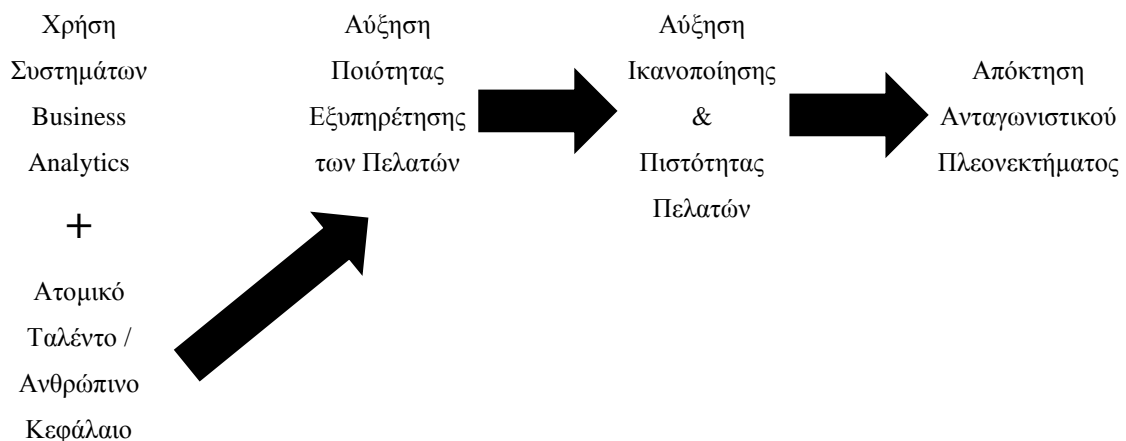 Χρήση
Συστημάτων
Business
Analytics
+
Ατομικό
Ταλέντο /
Ανθρώπινο
Κεφάλαιο
Αύξηση
Ποιότητας
Εξυπηρέτησης
των Πελατών
Αύξηση
Ικανοποίησης
&
Πιστότητας
Πελατών
Απόκτηση
Ανταγωνιστικού
Πλεονεκτήματος